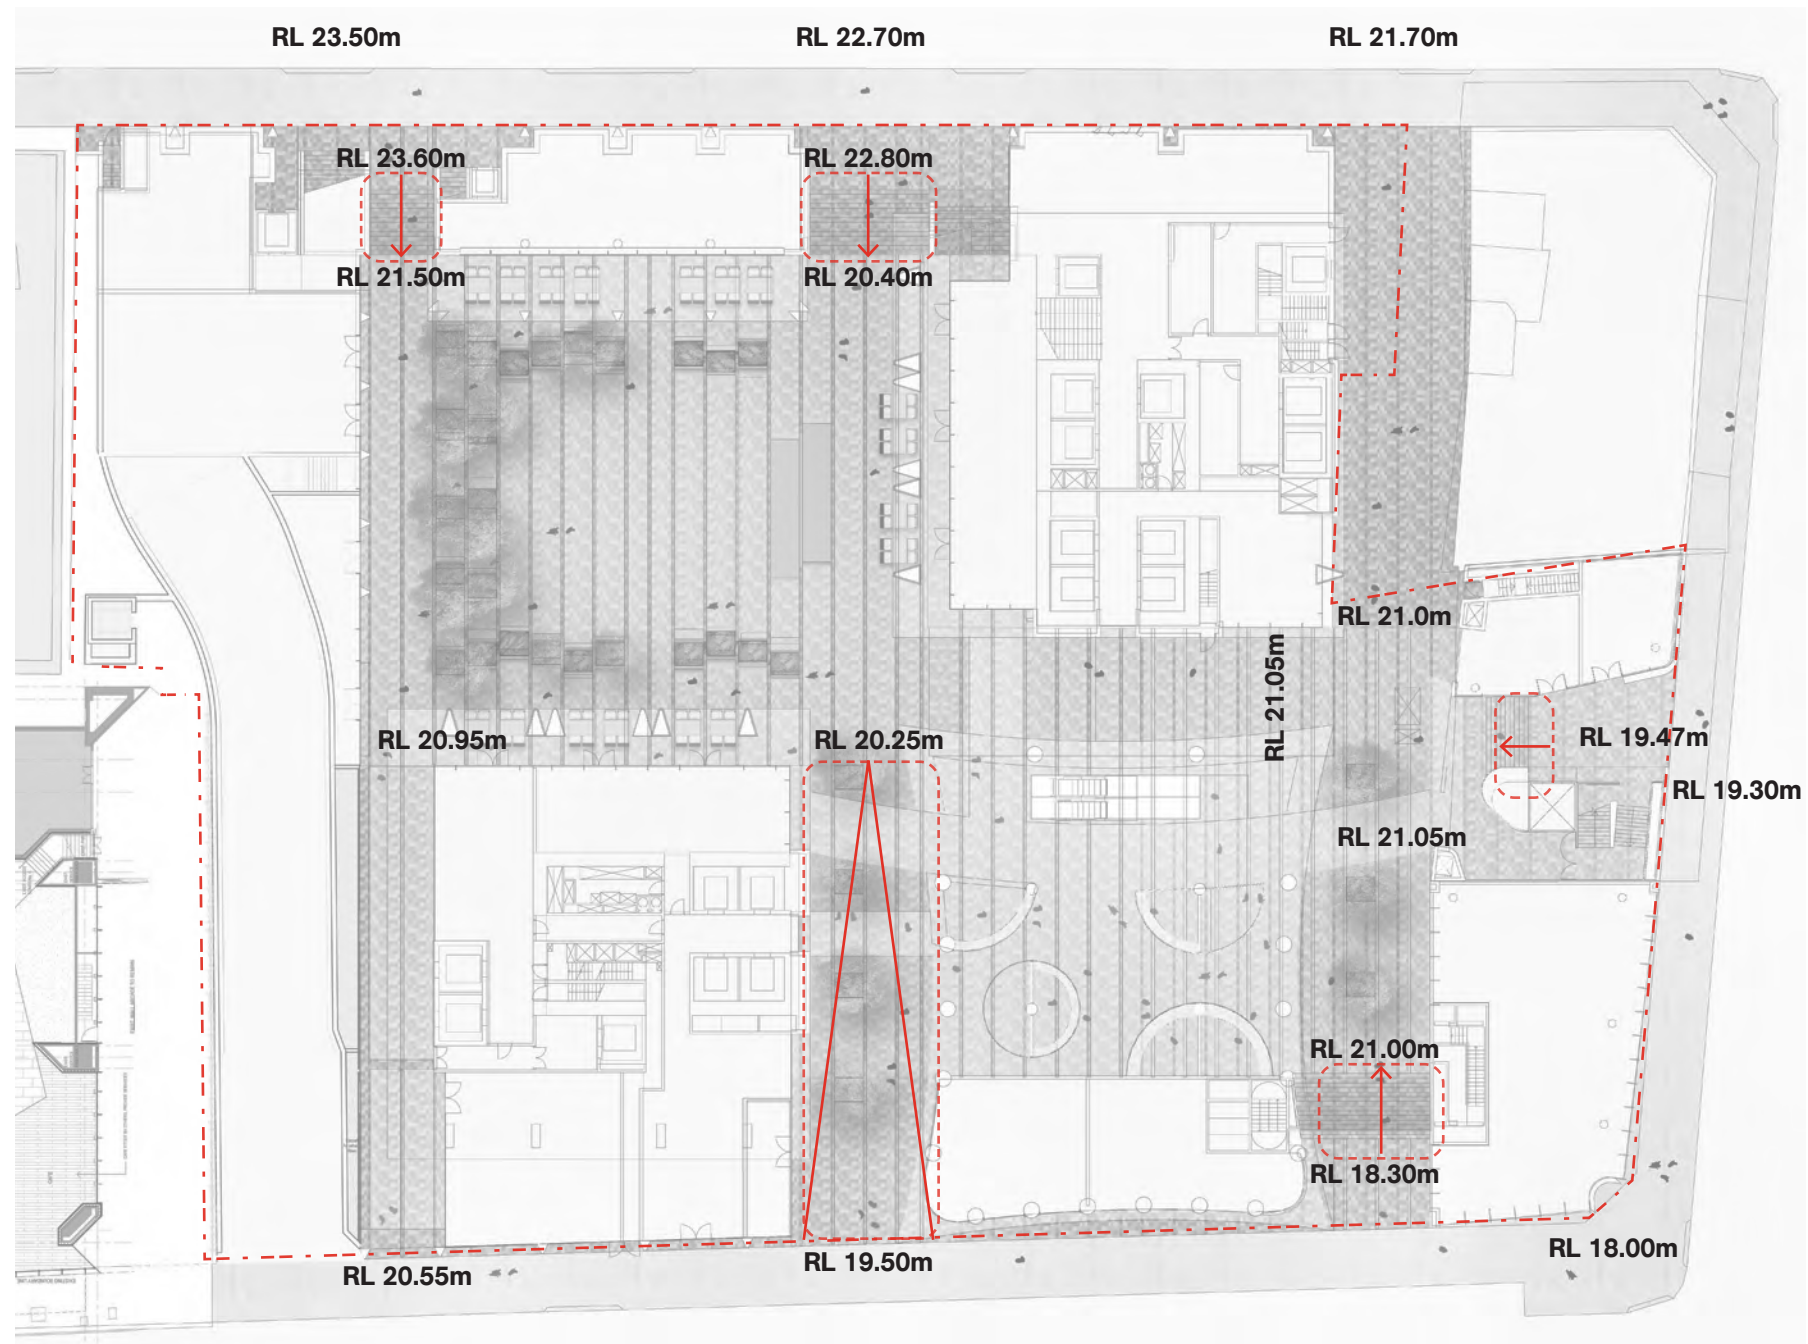 RL 23.50m
RL 22.70m
RL 21.70m
RL 23.60m
RL 22.80m
RL 21.50m
RL 20.40m
RL 21.0m
RL 21.05m
RL 20.95m
RL 20.25m
RL 19.47m
RL 19.30m
RL 21.05m
RL 21.00m
RL 18.30m
RL 18.00m
RL 19.50m
RL 20.55m